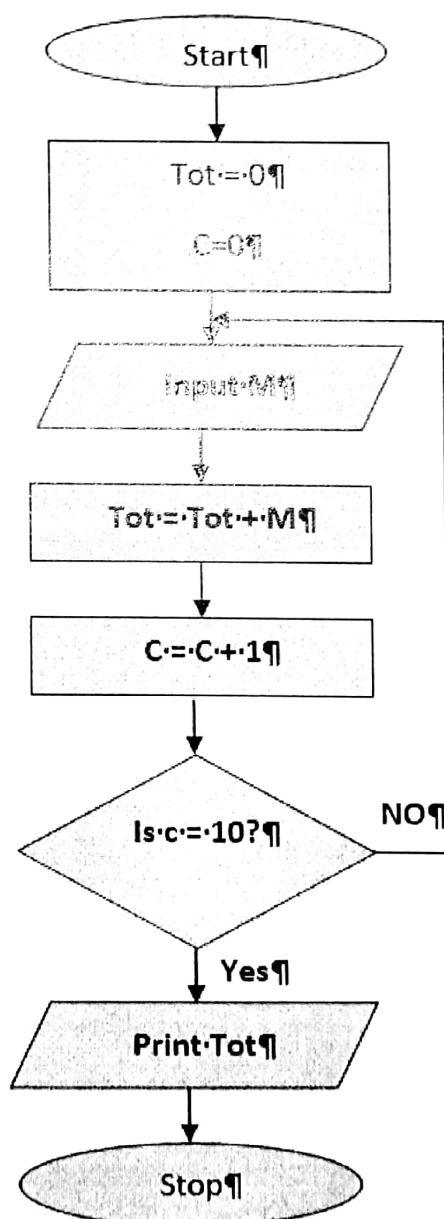 Start¶
Tot·=·0¶
C=0¶
Input·M¶
Tot·=·Tot·+·M¶
C·=·C·+·1¶
Is·c·=·10?¶
NO¶
Yes¶
Print·Tot¶
Stop¶